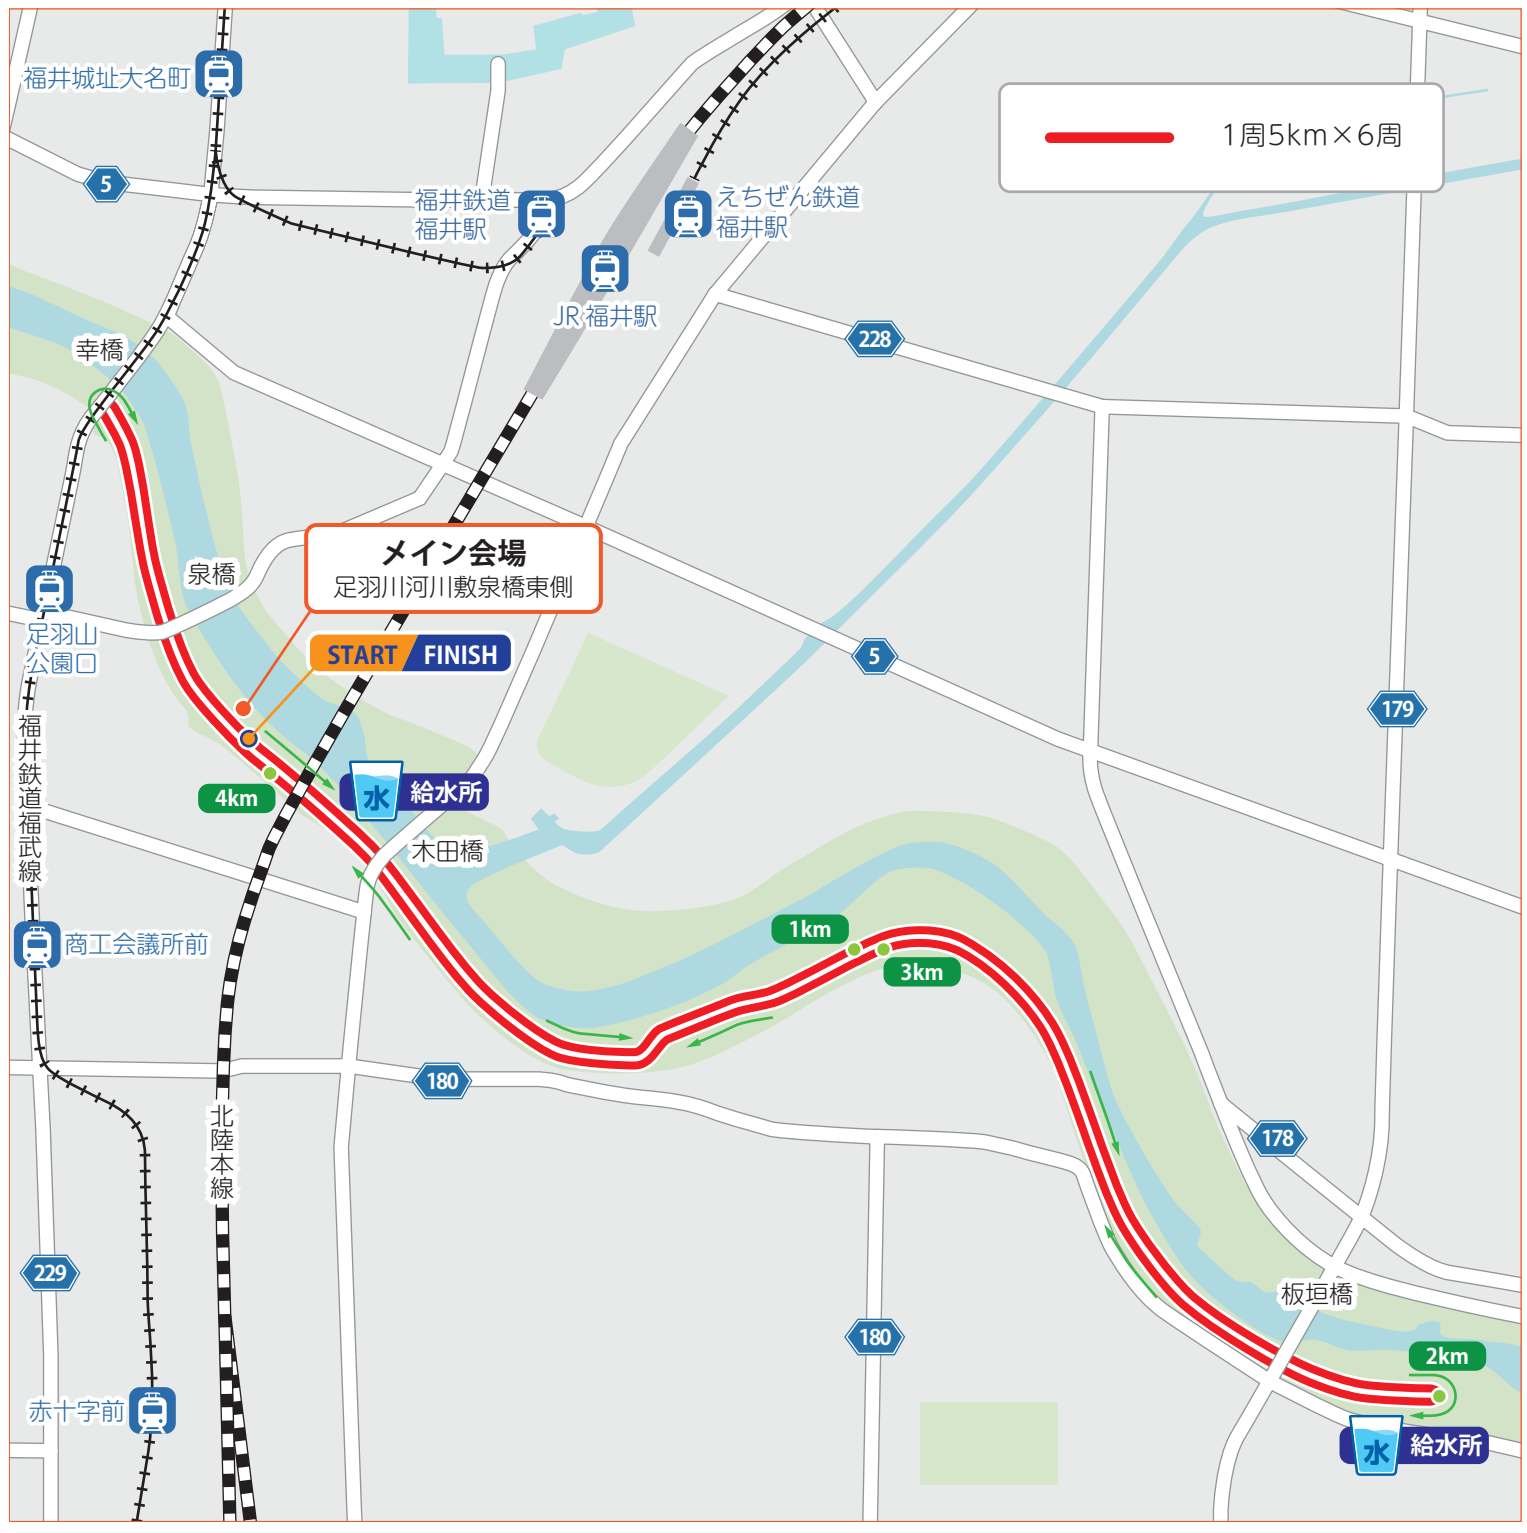 福井城址大名町
1周5km×6周
5
福井鉄道
福井駅
えちぜん鉄道
福井駅
JR福井駅
228
幸橋
メイン会場
足羽川河川敷泉橋東側
泉橋
START FINISH
足羽山
公園口
5
179
福井鉄道福武線
4km
水 給水所
木田橋
1km
3km
商工会議所前
180
北陸本線
178
229
板垣橋
180
2km
赤十字前
水 給水所